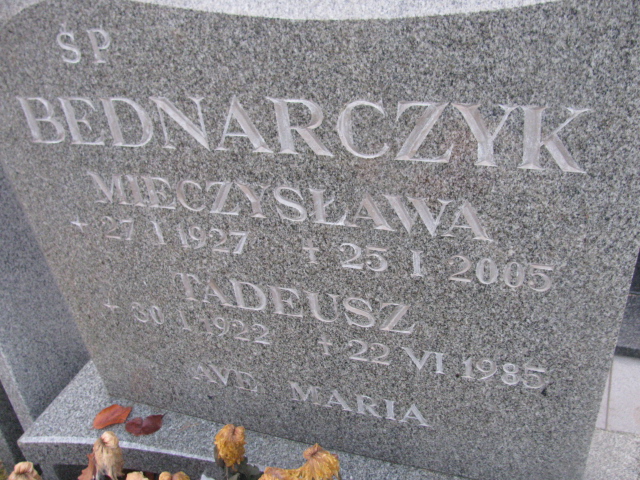 ŚP
BEDNARCZYK
MIECZYSŁAWA
* 27 I 1927 † 25 I 2005
TADEUSZ
* 30 I 1922 † 22 VI 1985
AVE MARIA